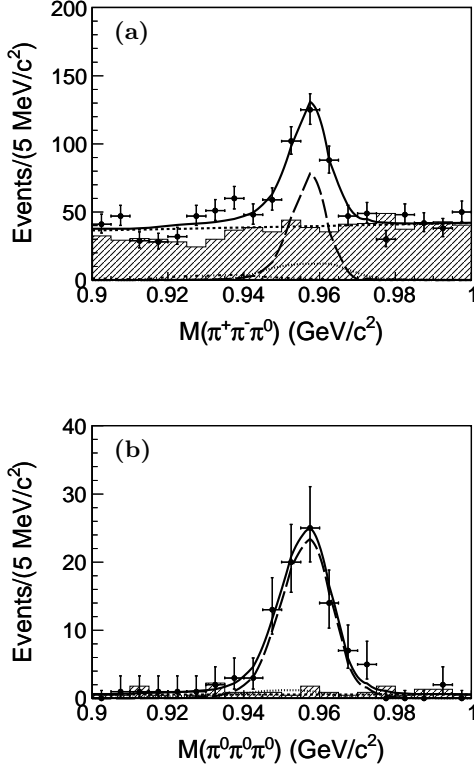 200
(a)
150
100
50
0
Events/(5 MeV/c²)
0.9 0.92 0.94 0.96 0.98 1
M(π⁺π⁻π⁰) (GeV/c²)
40
(b)
30
20
10
0
Events/(5 MeV/c²)
0.9 0.92 0.94 0.96 0.98 1
M(π⁰π⁰π⁰) (GeV/c²)